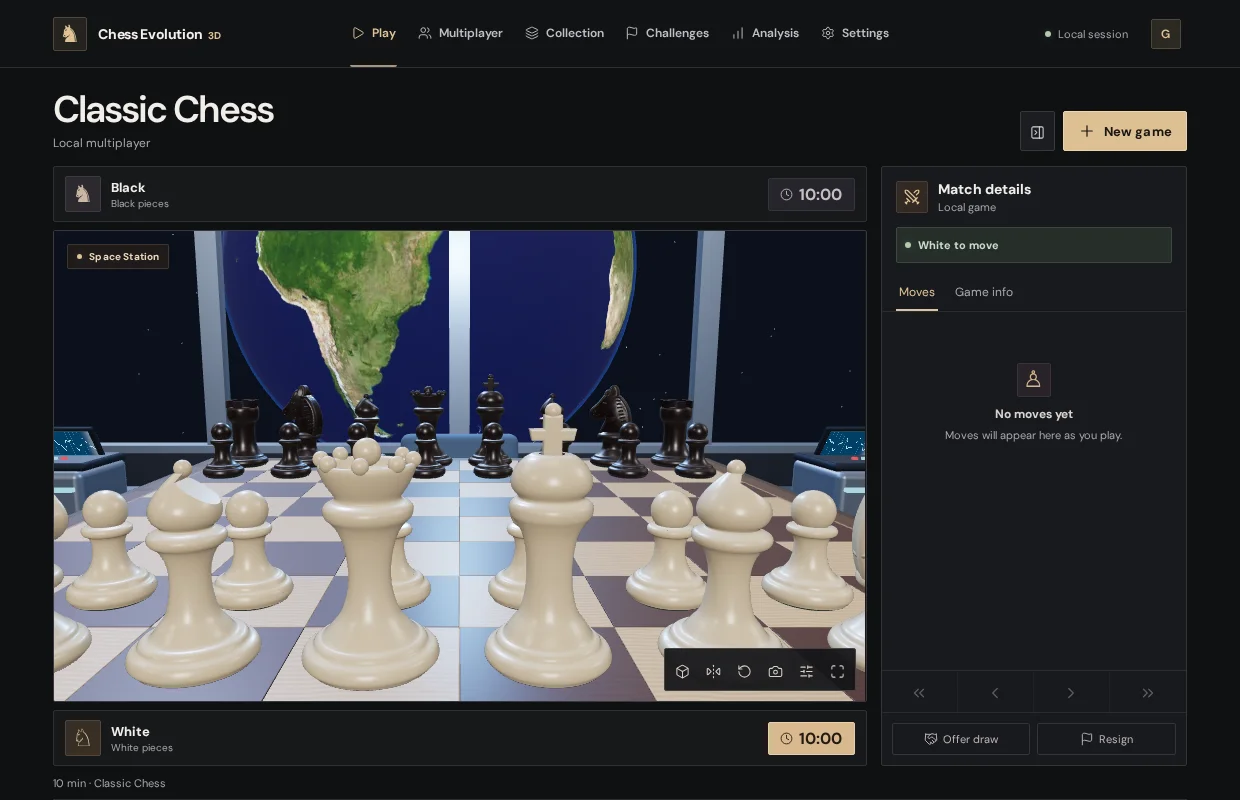 Chess Evolution 3D
Play
Multiplayer
Collection
Challenges
Analysis
Settings
Local session
G
Classic Chess
Local multiplayer
New game
Black
Black pieces
10:00
Space Station
White
White pieces
10:00
10 min · Classic Chess
Match details
Local game
White to move
Moves
Game info
No moves yet
Moves will appear here as you play.
Offer draw
Resign